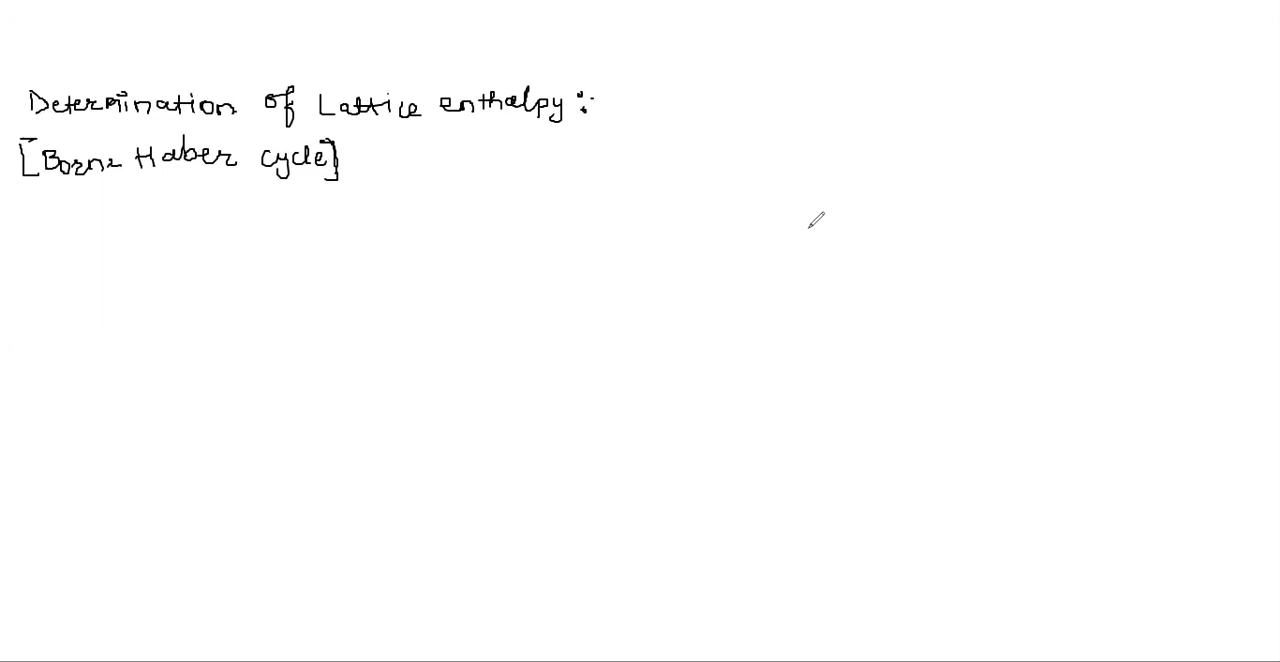 Determination of Lattice enthalpy :-
[Born- Haber cycle]